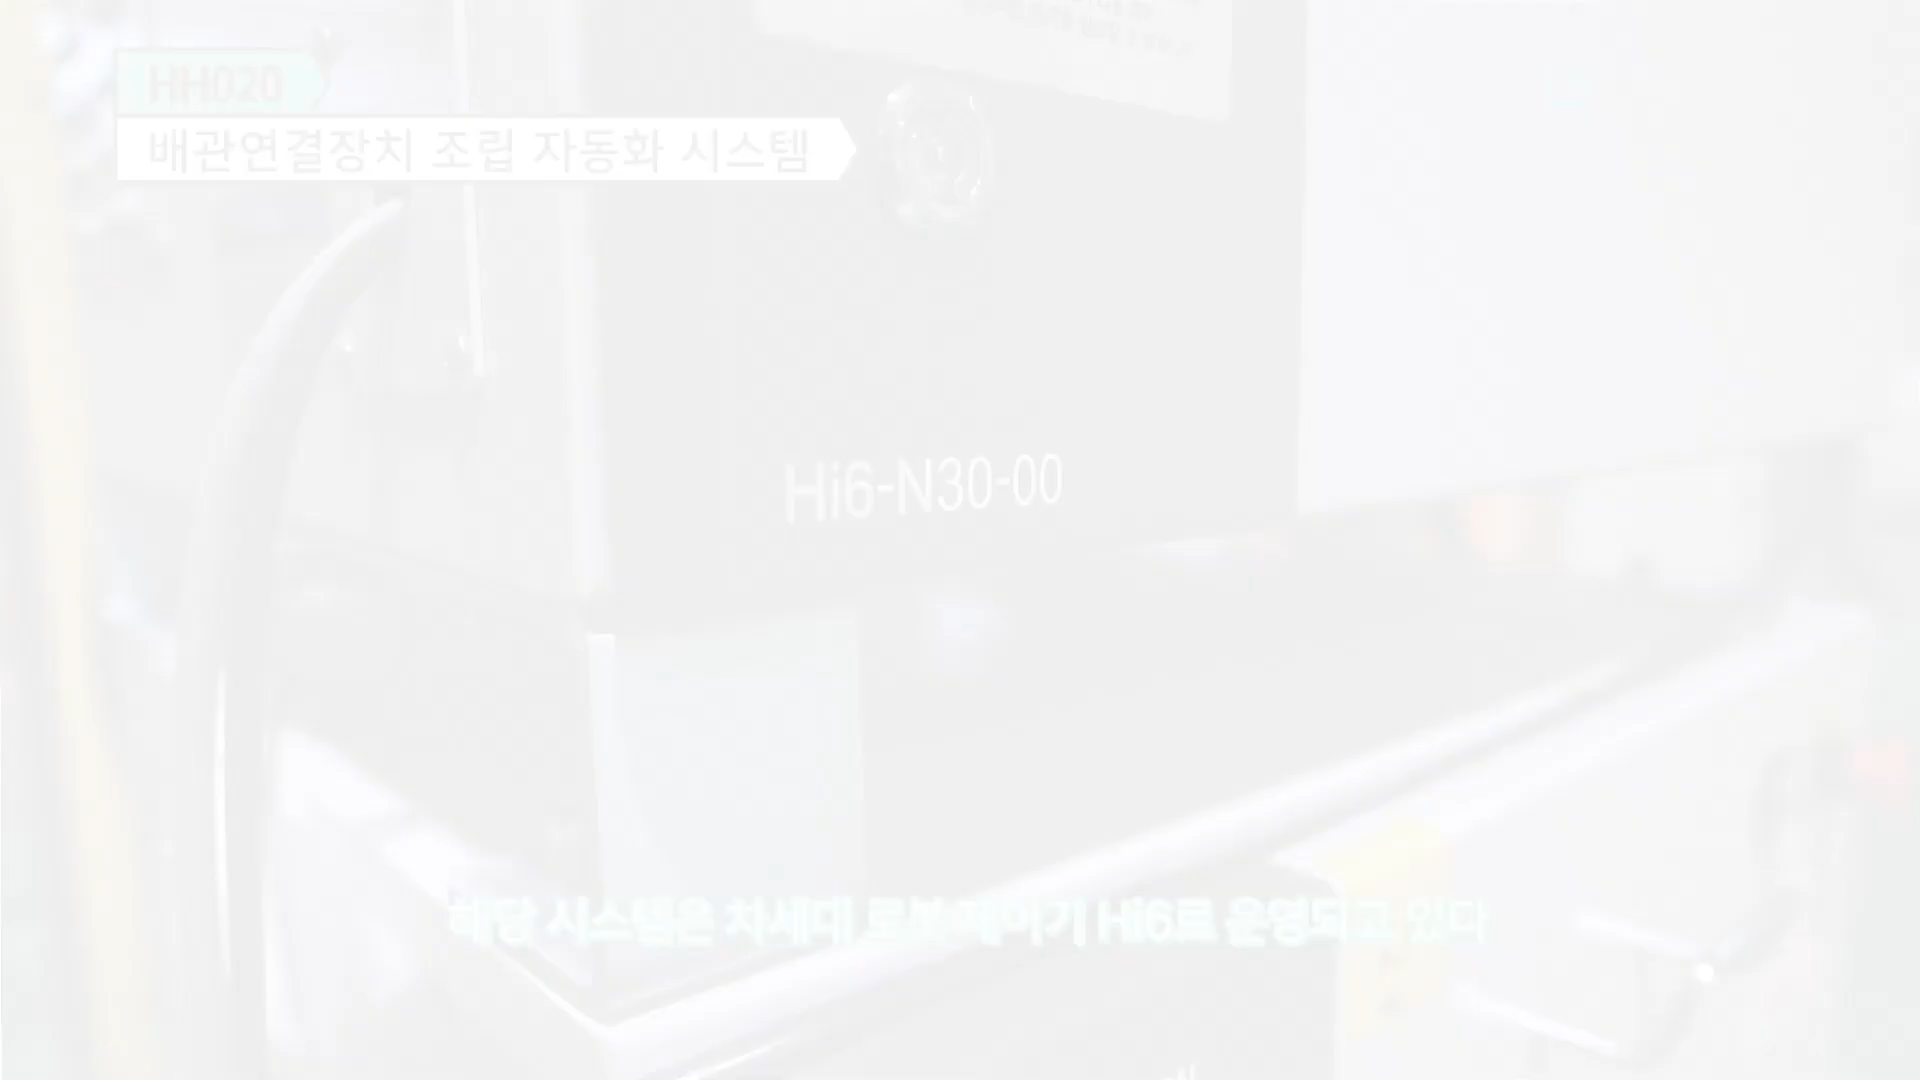 HH020
배관연결장치 조립 자동화 시스템
Hi6-N30-00
해당 시스템은 차세대 로봇 제어기 Hi6로 운영되고 있다